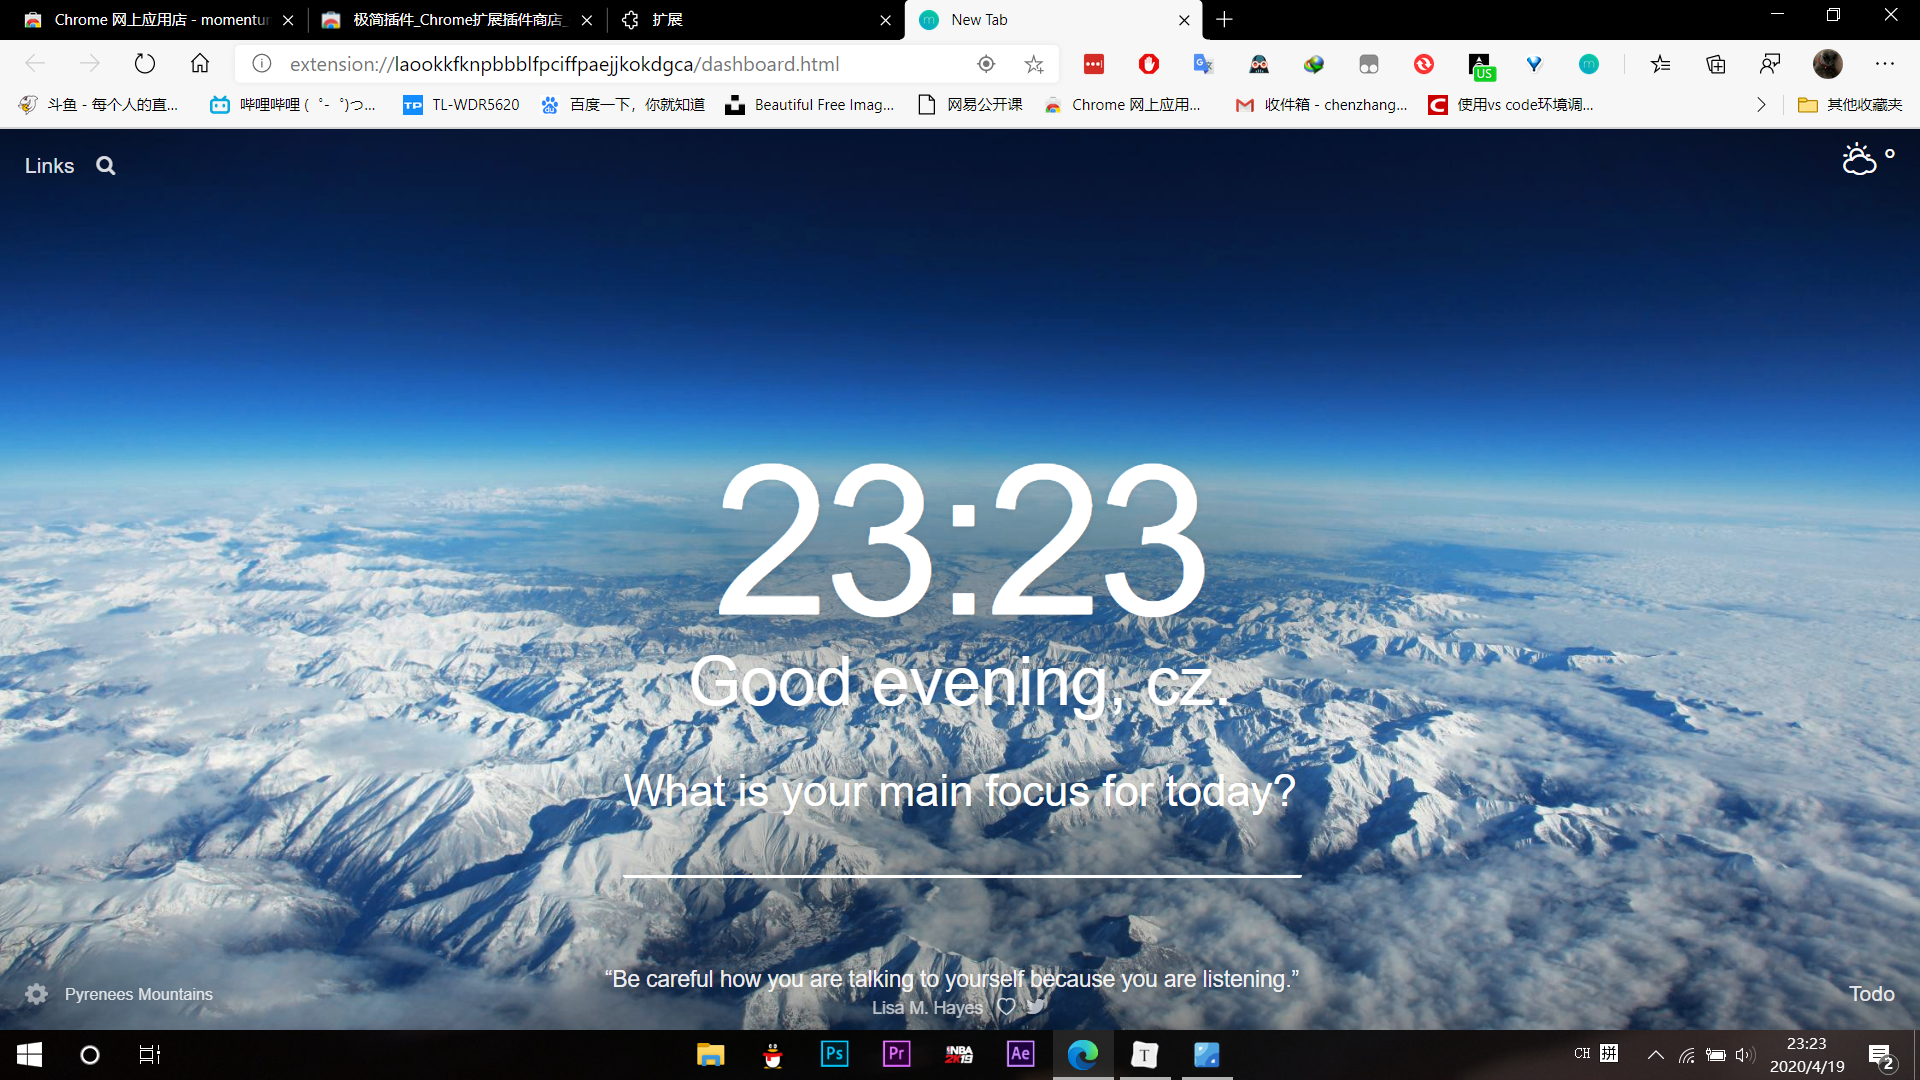 Chrome 网上应用店 - momentum
极简插件_Chrome扩展插件商店_
扩展
New Tab
extension://laookkfknpbbblfpciffpaejjkokdgca/dashboard.html
US
斗鱼 - 每个人的直...
哔哩哔哩 ( ゜- ゜)つ...
TP TL-WDR5620
百度一下，你就知道
Beautiful Free Imag...
网易公开课
Chrome 网上应用...
收件箱 - chenzhang...
使用vs code环境调...
其他收藏夹
Links
23:23
Good evening, cz.
What is your main focus for today?
“Be careful how you are talking to yourself because you are listening.”
Lisa M. Hayes
Pyrenees Mountains
Todo
Ps
Pr
NBA 2K19
Ae
T
CH 拼
23:23
2020/4/19
2